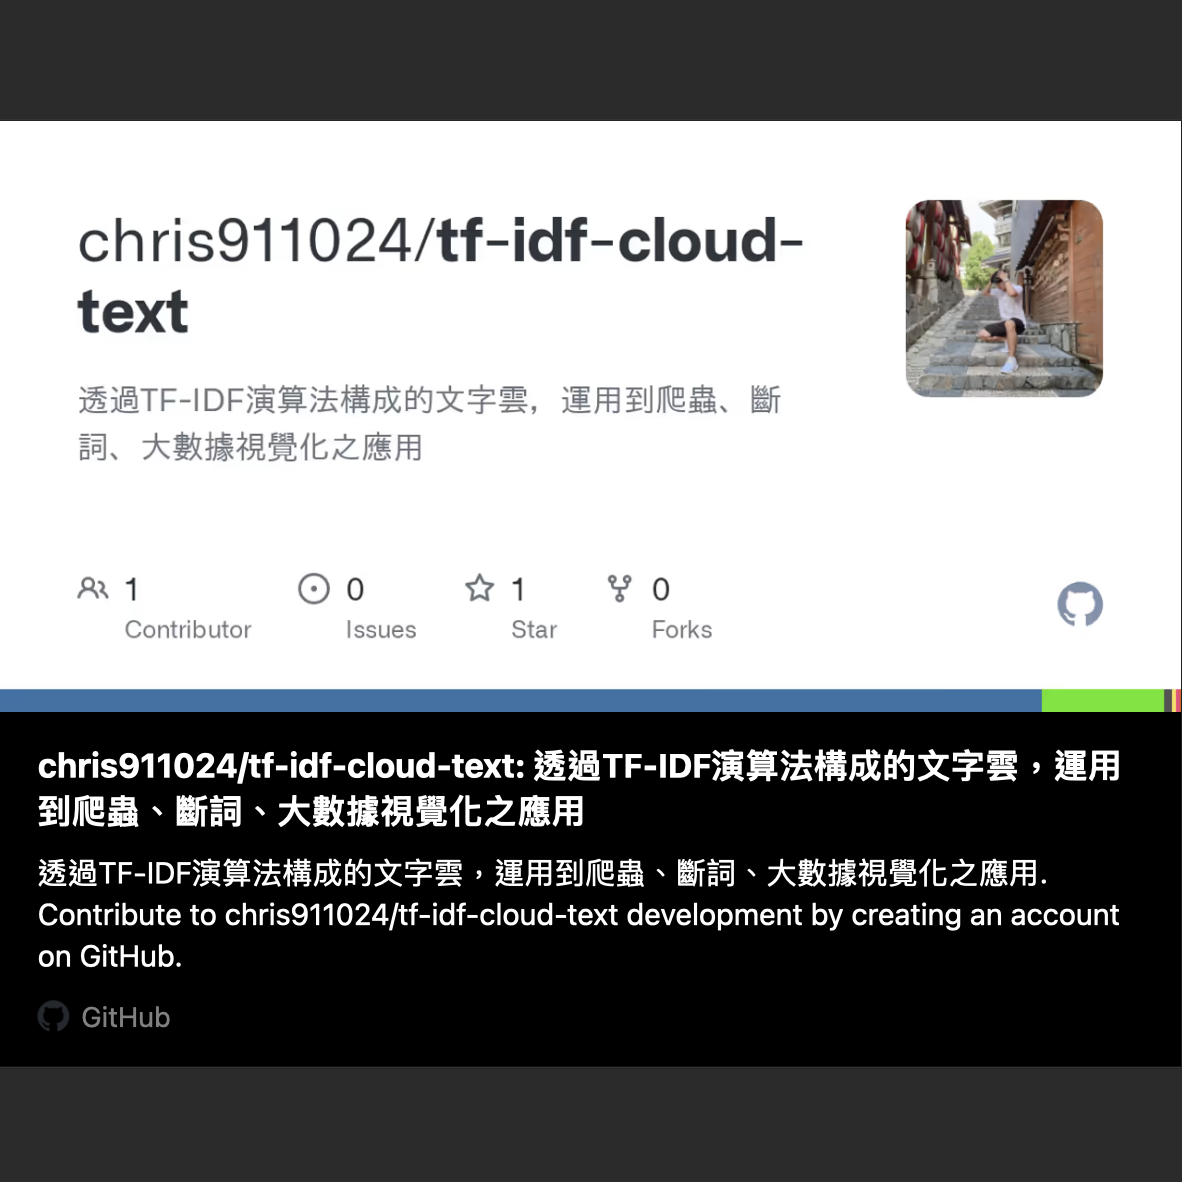 chris911024/tf-idf-cloud-
text
透過TF-IDF演算法構成的文字雲，運用到爬蟲、斷
詞、大數據視覺化之應用
1 0 1 0
Contributor Issues Star Forks
chris911024/tf-idf-cloud-text: 透過TF-IDF演算法構成的文字雲，運用
到爬蟲、斷詞、大數據視覺化之應用
透過TF-IDF演算法構成的文字雲，運用到爬蟲、斷詞、大數據視覺化之應用.
Contribute to chris911024/tf-idf-cloud-text development by creating an account
on GitHub.
GitHub